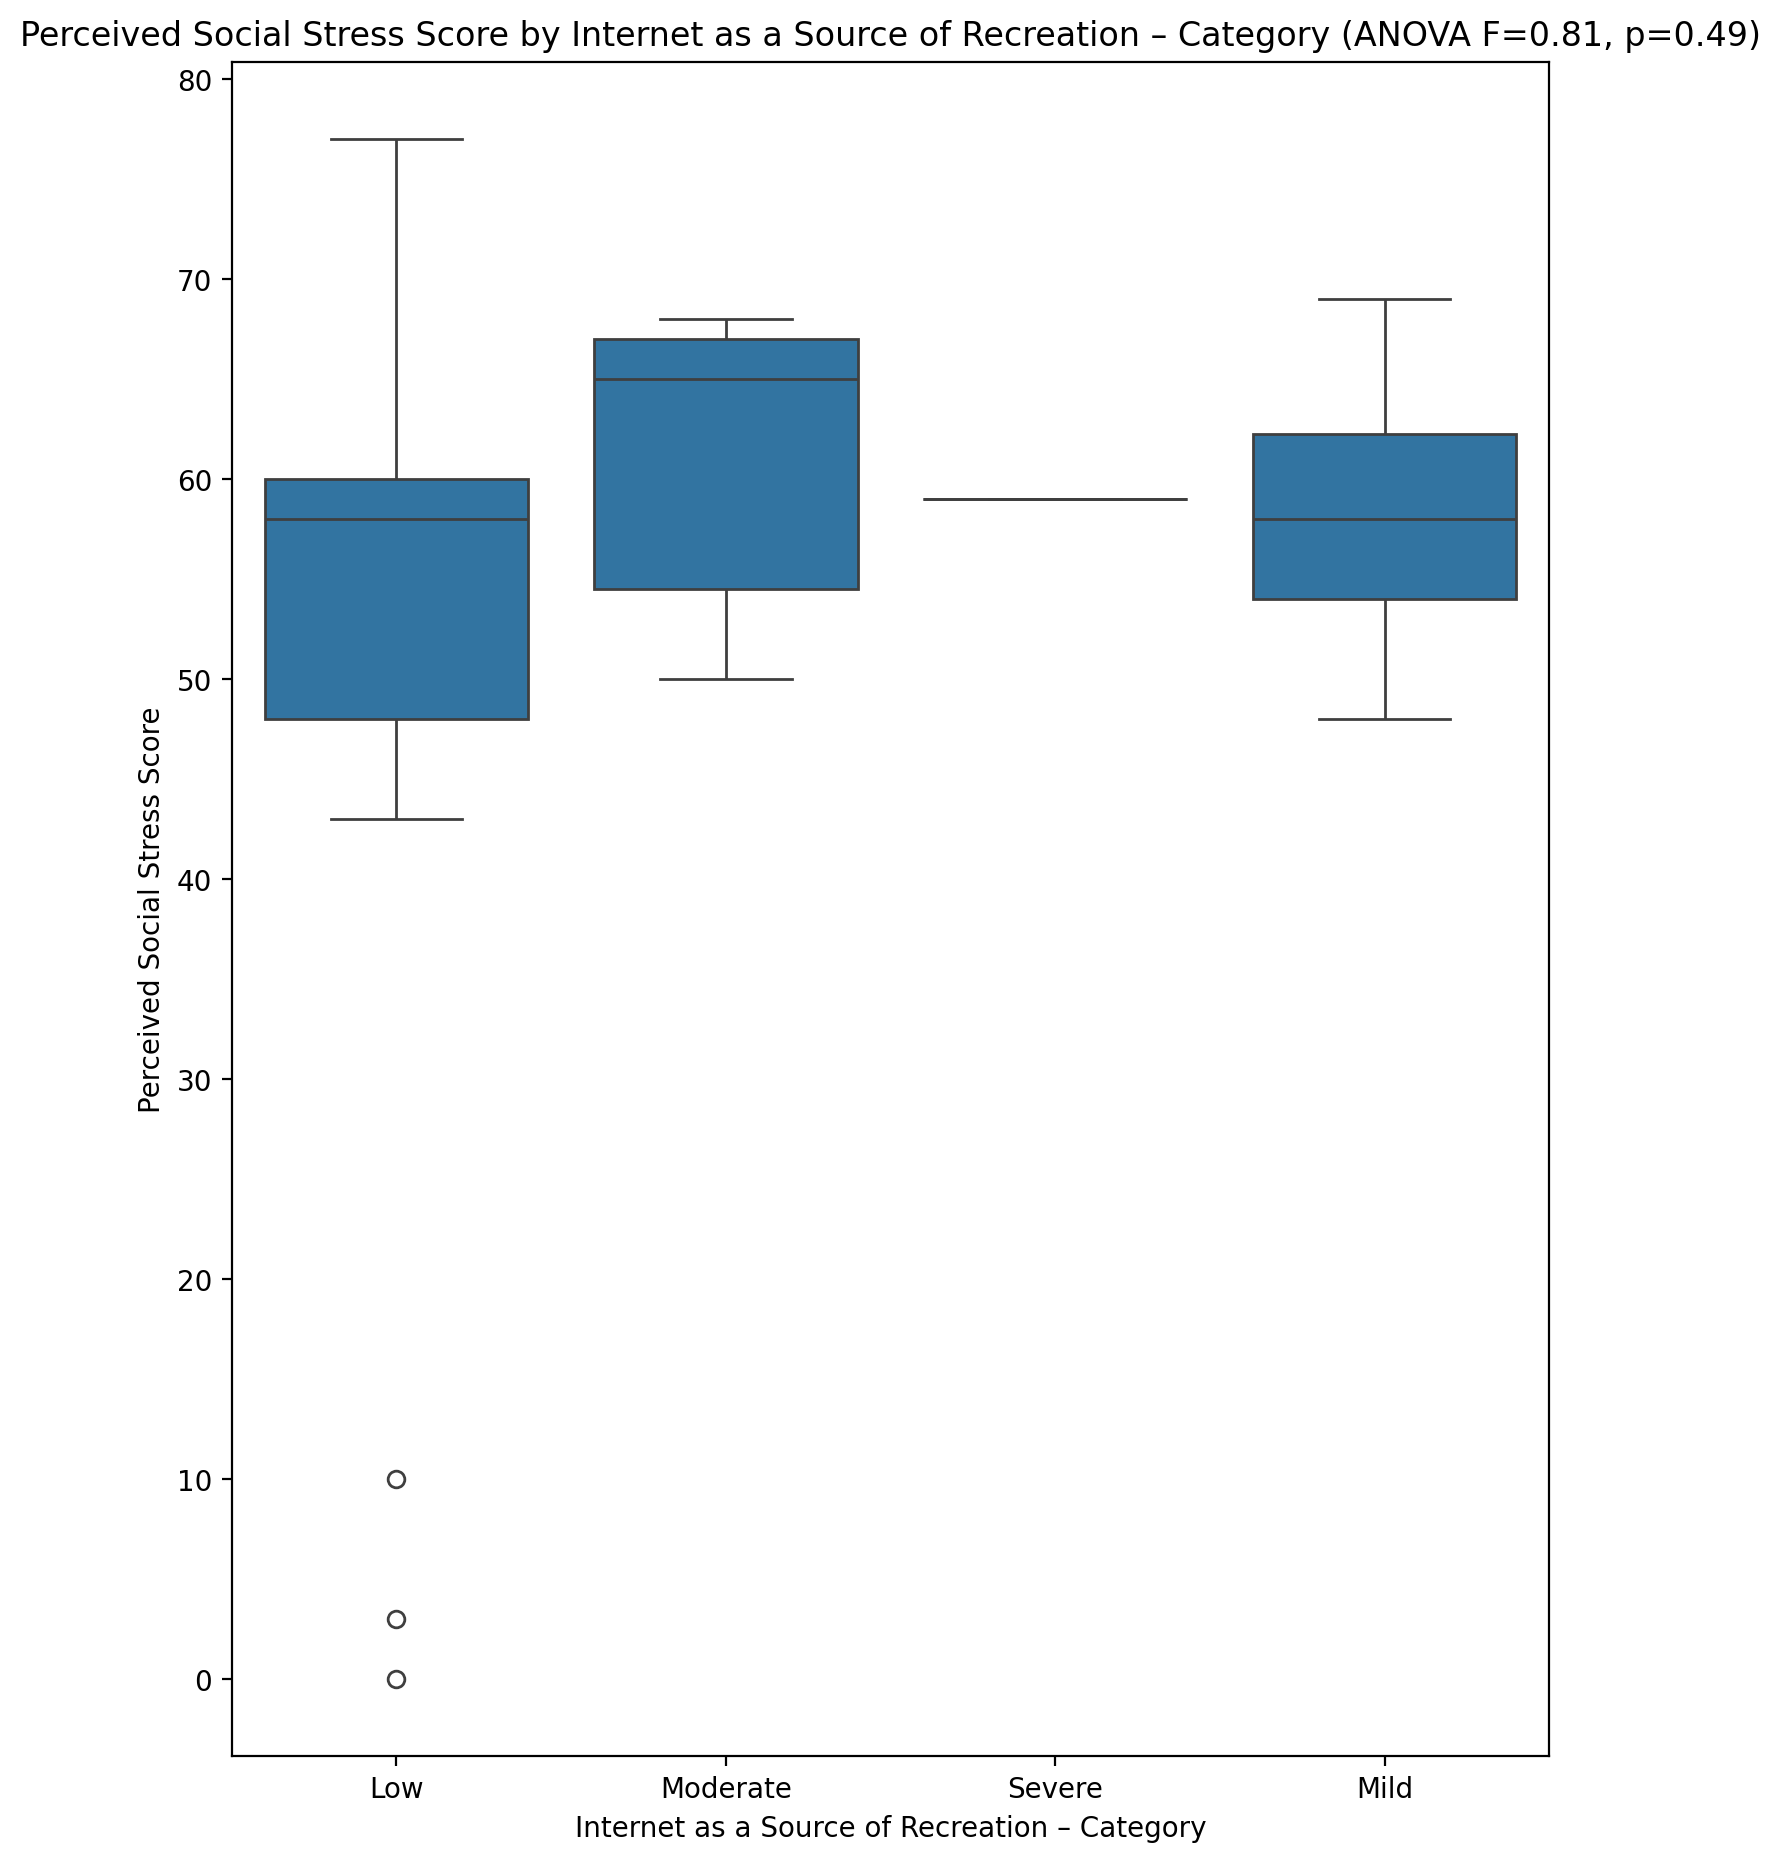 Perceived Social Stress Score by Internet as a Source of Recreation – Category (ANOVA F=0.81, p=0.49)
80
70
60
50
40
30
20
10
0
Perceived Social Stress Score
Low
Moderate
Severe
Mild
Internet as a Source of Recreation – Category